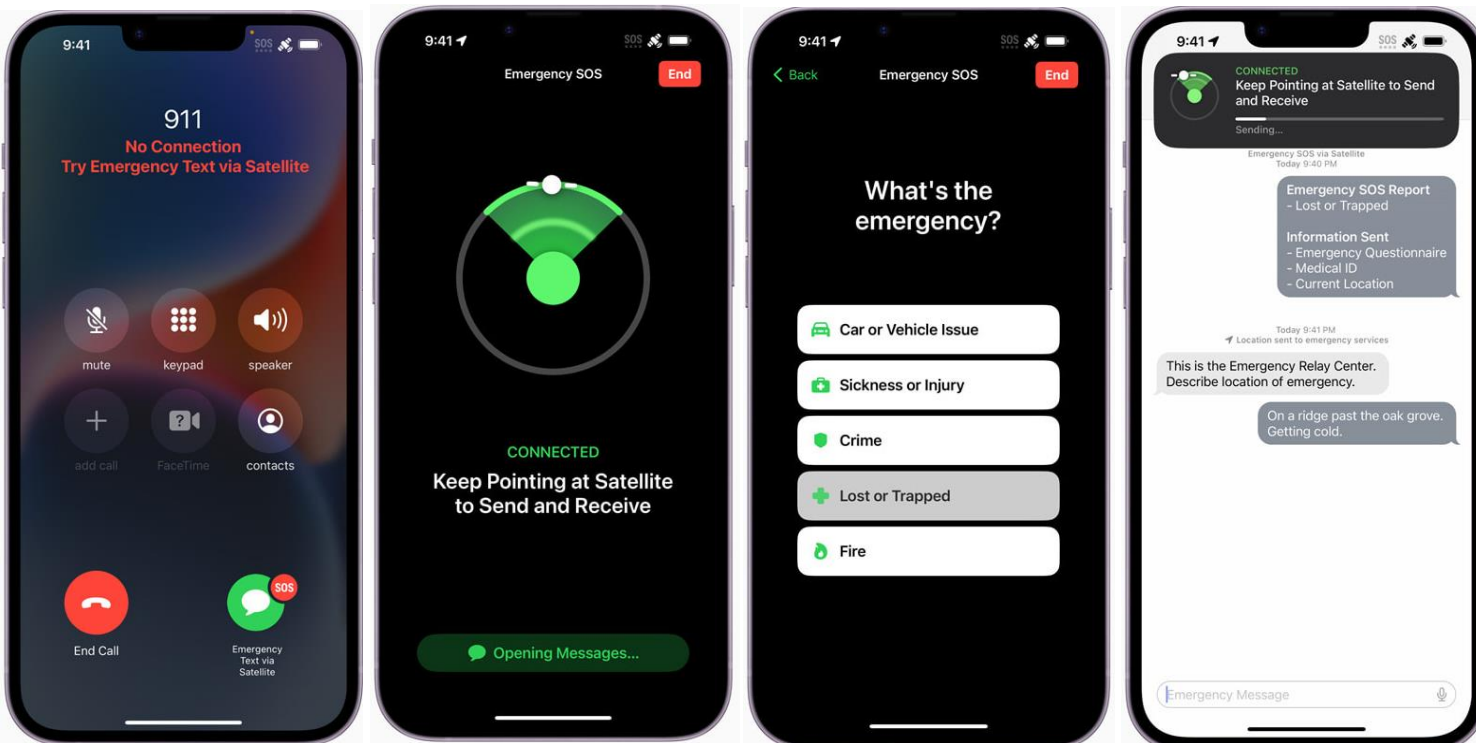 9:41
SOS
911
No Connection
Try Emergency Text via Satellite
mute
keypad
speaker
add call
FaceTime
contacts
SOS
End Call
Emergency
Text via
Satellite
9:41
SOS
Emergency SOS
End
CONNECTED
Keep Pointing at Satellite
to Send and Receive
Opening Messages...
9:41
SOS
Back
Emergency SOS
End
What's the
emergency?
Car or Vehicle Issue
Sickness or Injury
Crime
Lost or Trapped
Fire
9:41
SOS
CONNECTED
Keep Pointing at Satellite to Send
and Receive
Sending...
Emergency SOS via Satellite
Today 9:40 PM
Emergency SOS Report
- Lost or Trapped
Information Sent
- Emergency Questionnaire
- Medical ID
- Current Location
Today 9:41 PM
Location sent to emergency services
This is the Emergency Relay Center.
Describe location of emergency.
On a ridge past the oak grove.
Getting cold.
Emergency Message